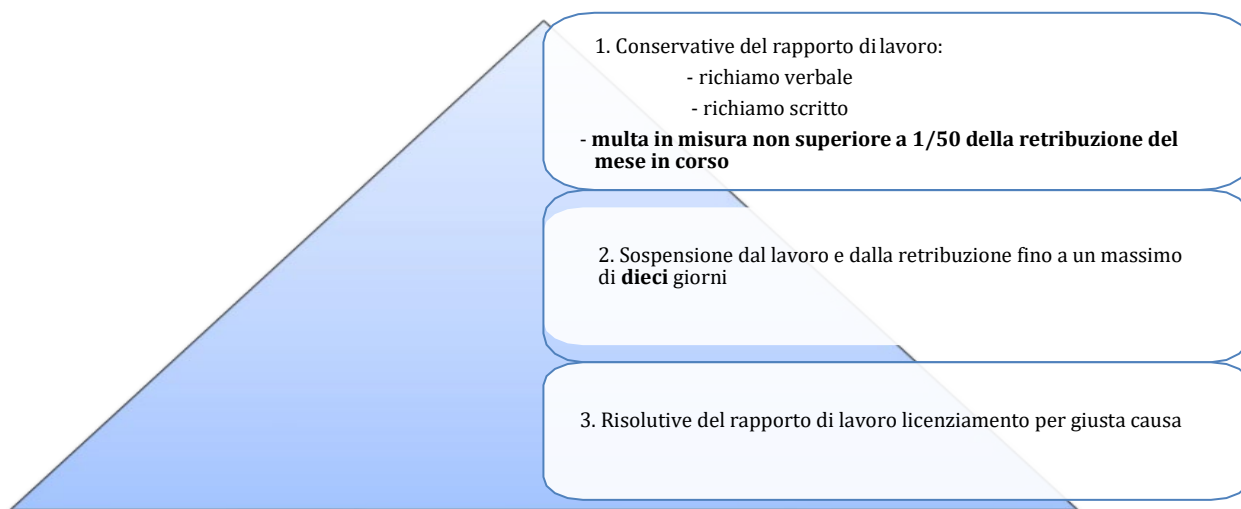 1. Conservative del rapporto di lavoro:
- richiamo verbale
- richiamo scritto
- multa in misura non superiore a 1/50 della retribuzione del
mese in corso
2. Sospensione dal lavoro e dalla retribuzione fino a un massimo
di dieci giorni
3. Risolutive del rapporto di lavoro licenziamento per giusta causa